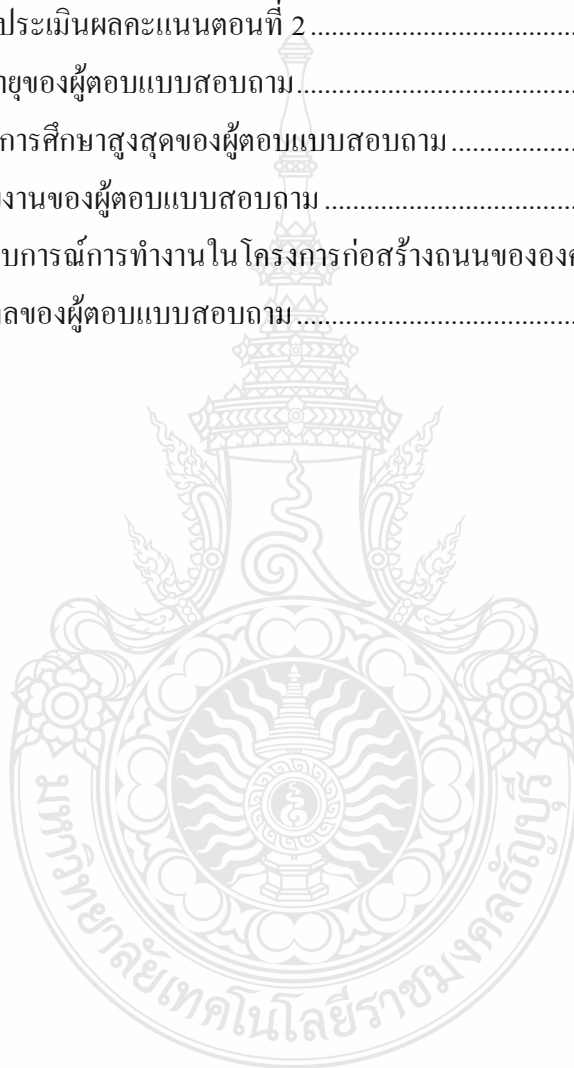 ประเมินผลคะแนนตอนที่ 2 ................................................
ายุของผู้ตอบแบบสอบถาม ................................................
การศึกษาสูงสุดของผู้ตอบแบบสอบถาม ......................
งานของผู้ตอบแบบสอบถาม ............................................
บการณ์การทำงานในโครงการก่อสร้างถนนขององค
ลของผู้ตอบแบบสอบถาม ................................................
มหาวิทยาลัยเทคโนโลยีราชมงคลธัญบุรี